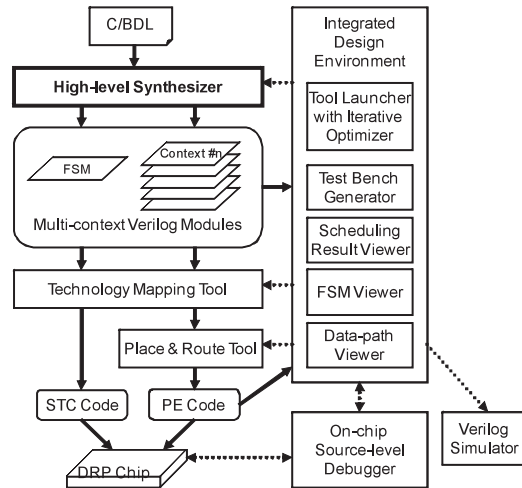 C/BDL
High-level Synthesizer
FSM
Context #n
Multi-context Verilog Modules
Technology Mapping Tool
Place & Route Tool
STC Code
PE Code
DRP Chip
Integrated
Design
Environment
Tool Launcher
with Iterative
Optimizer
Test Bench
Generator
Scheduling
Result Viewer
FSM Viewer
Data-path
Viewer
On-chip
Source-level
Debugger
Verilog
Simulator